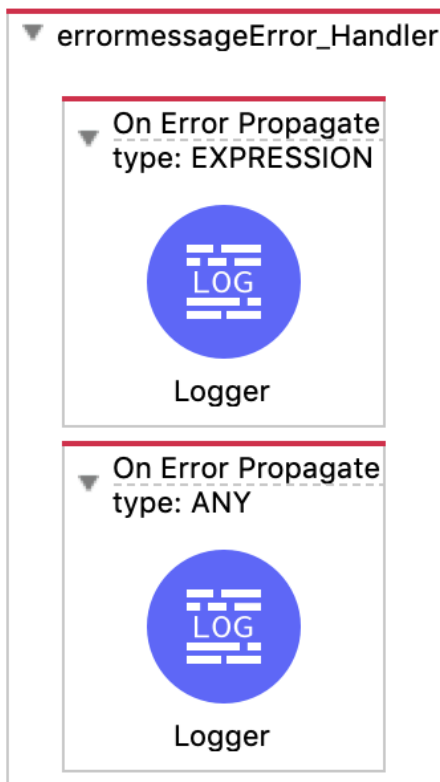 errormessageError_Handler
On Error Propagate
type: EXPRESSION
LOG
Logger
On Error Propagate
type: ANY
LOG
Logger